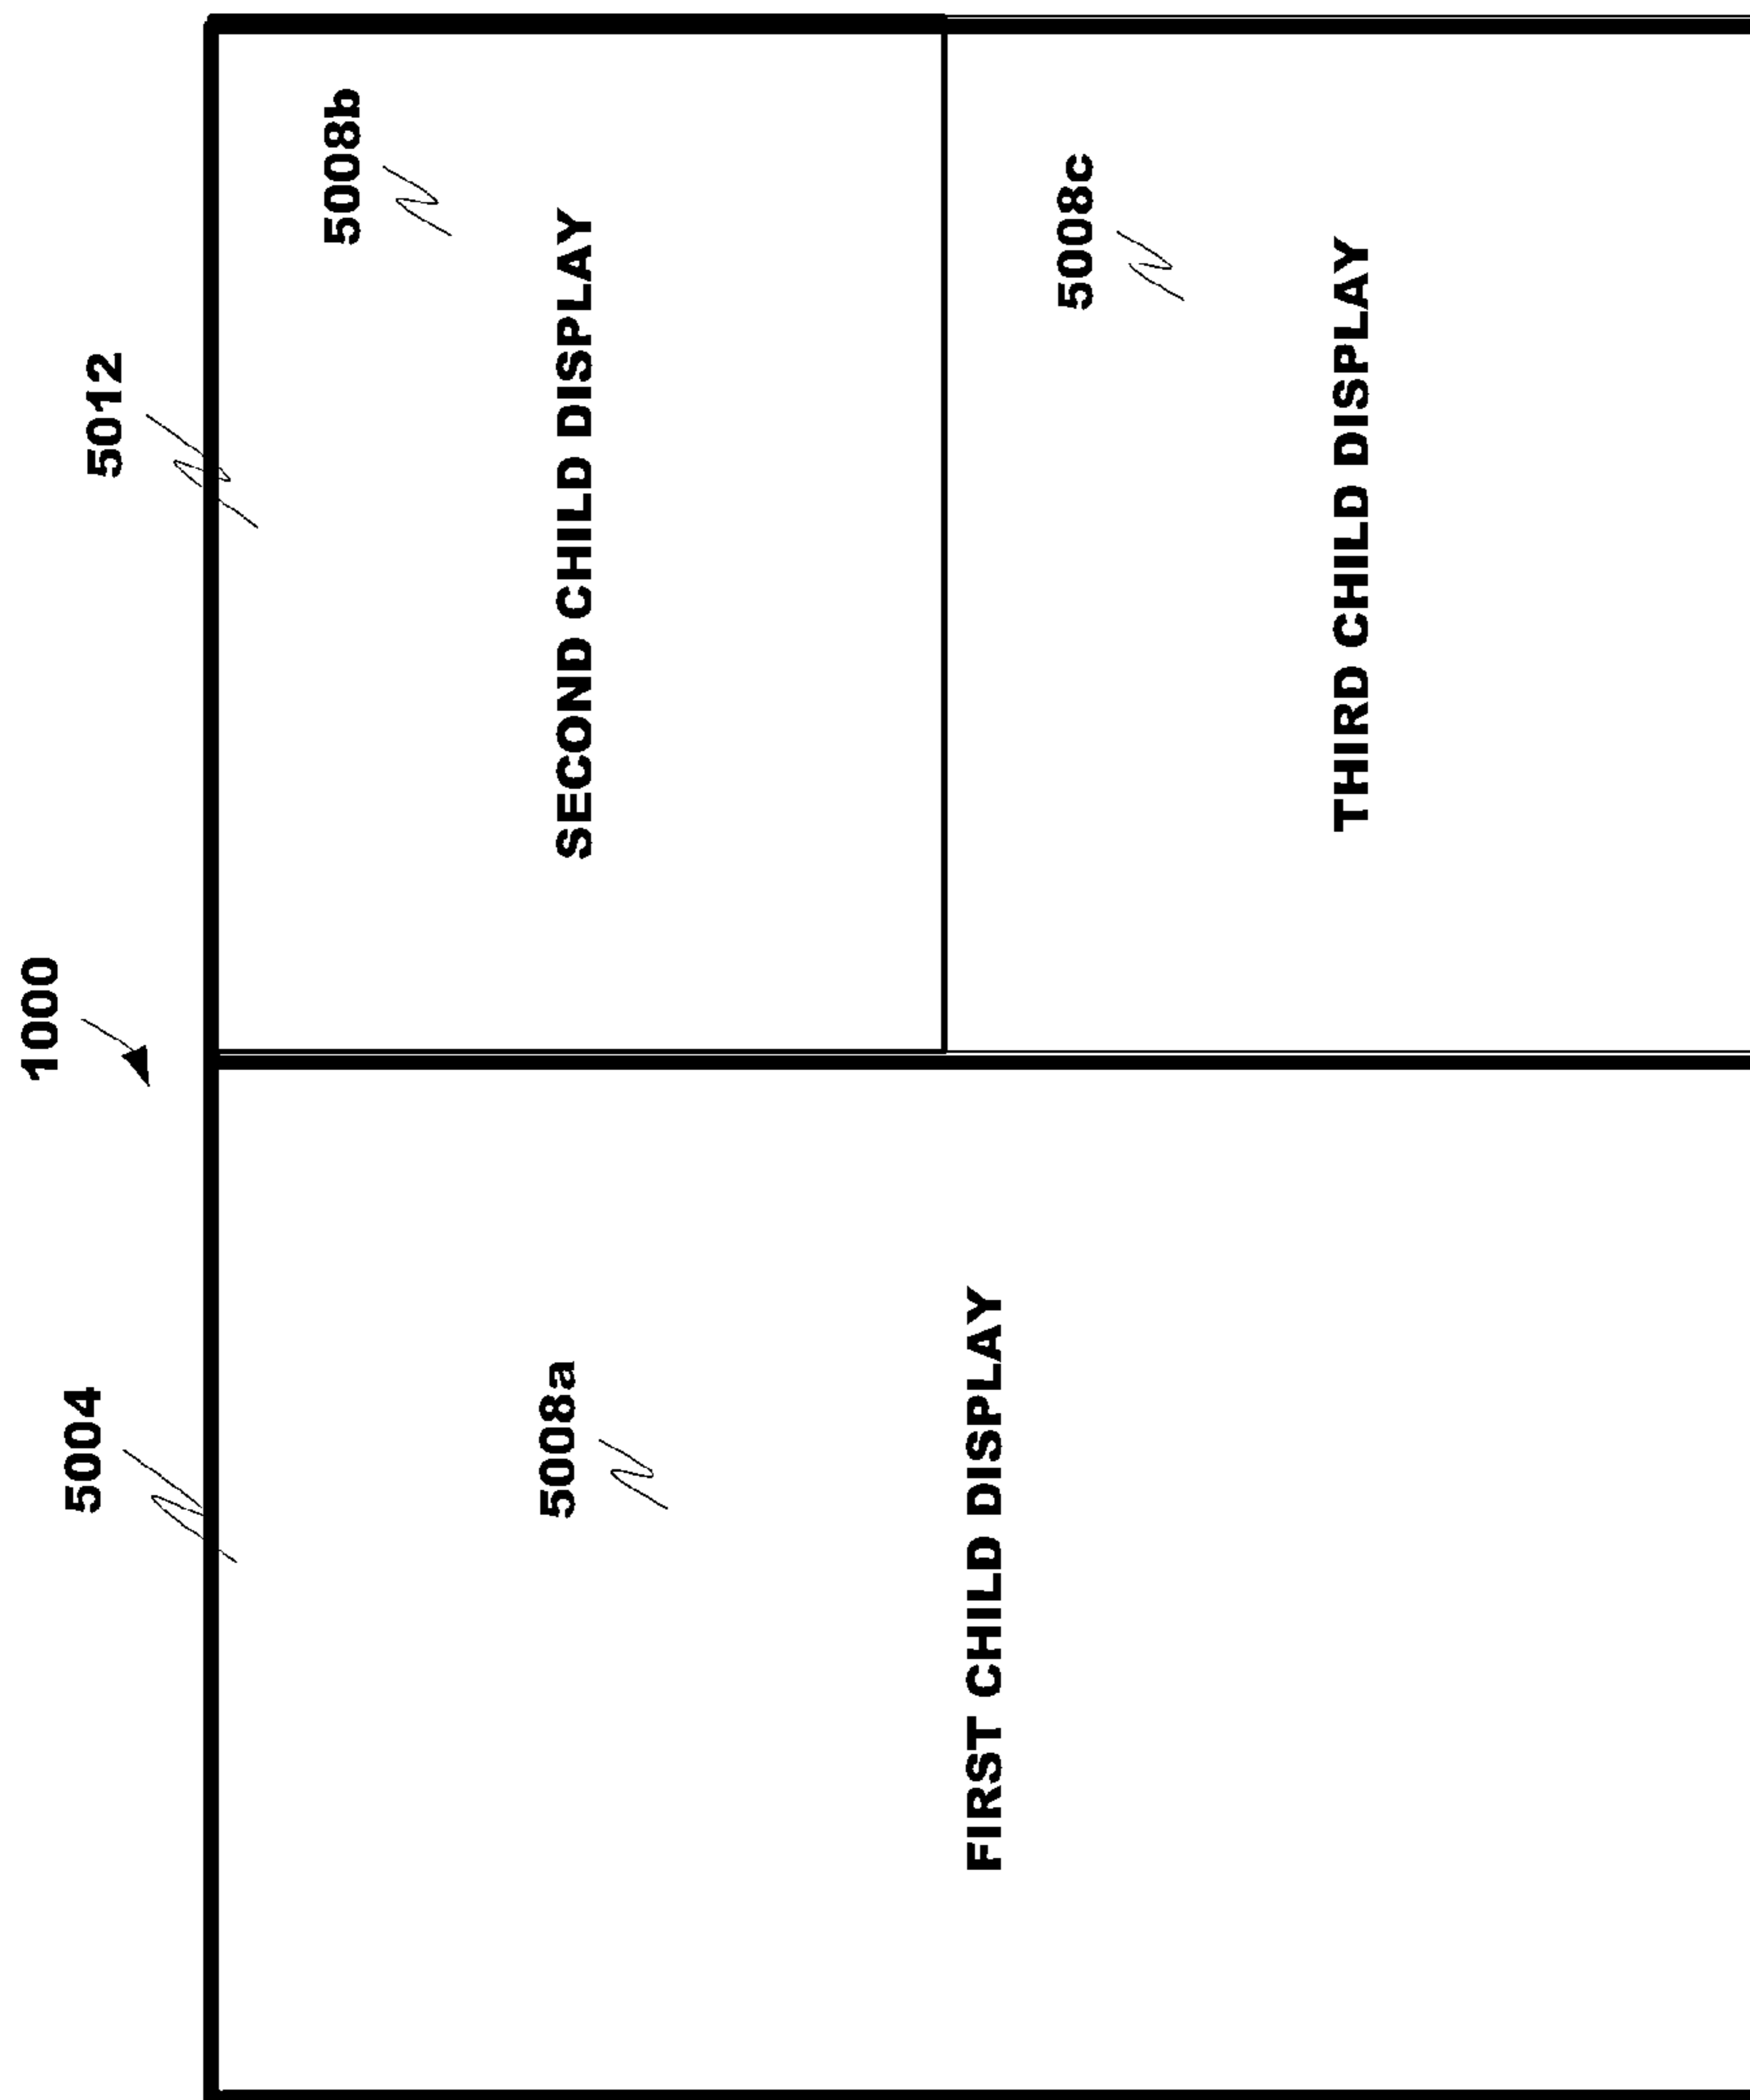 1000
5004
5012
5008a
FIRST CHILD DISPLAY
5008b
SECOND CHILD DISPLAY
5008c
THIRD CHILD DISPLAY